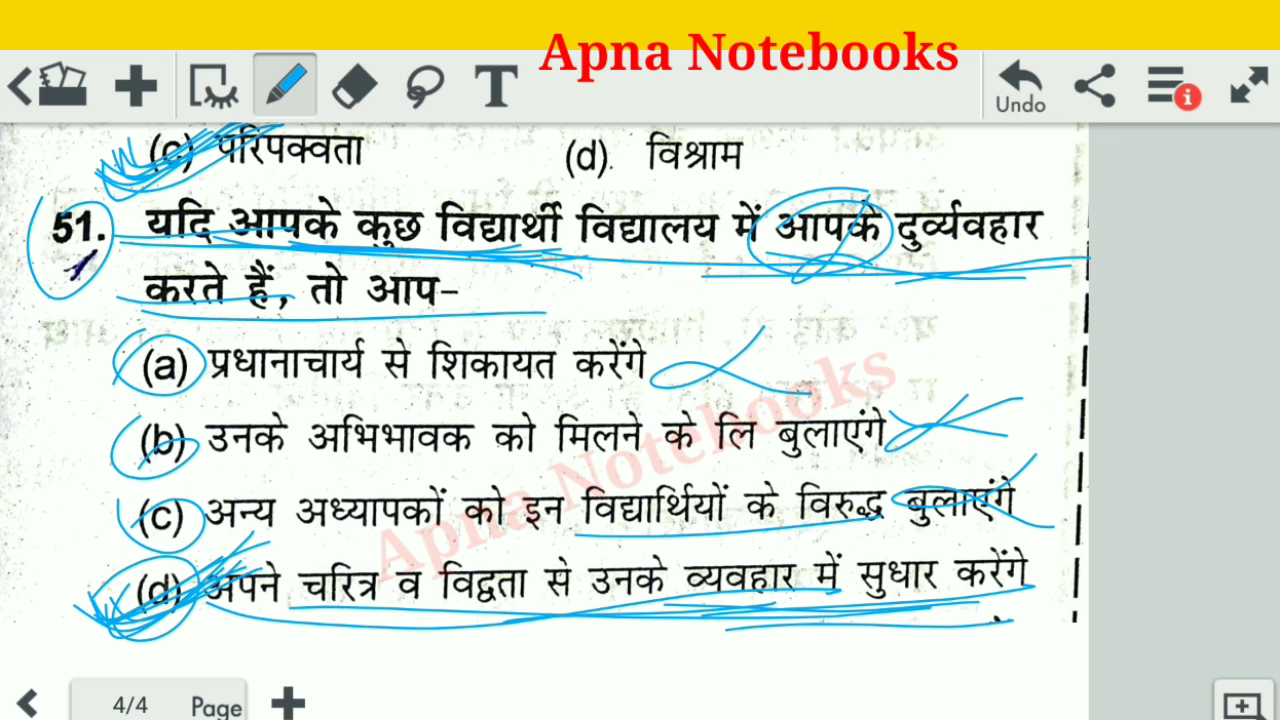 Apna Notebooks
T
Undo
(c) परिपक्वता (d). विश्राम
51. यदि आपके कुछ विद्यार्थी विद्यालय में आपके दुर्व्यवहार
करते हैं, तो आप-
(a) प्रधानाचार्य से शिकायत करेंगे
(b) उनके अभिभावक को मिलने के लि बुलाएंगे
(c) अन्य अध्यापकों को इन विद्यार्थियों के विरुद्ध बुलाएंगे
(d) अपने चरित्र व विद्वता से उनके व्यवहार में सुधार करेंगे
Apna Notebooks
4/4 Page